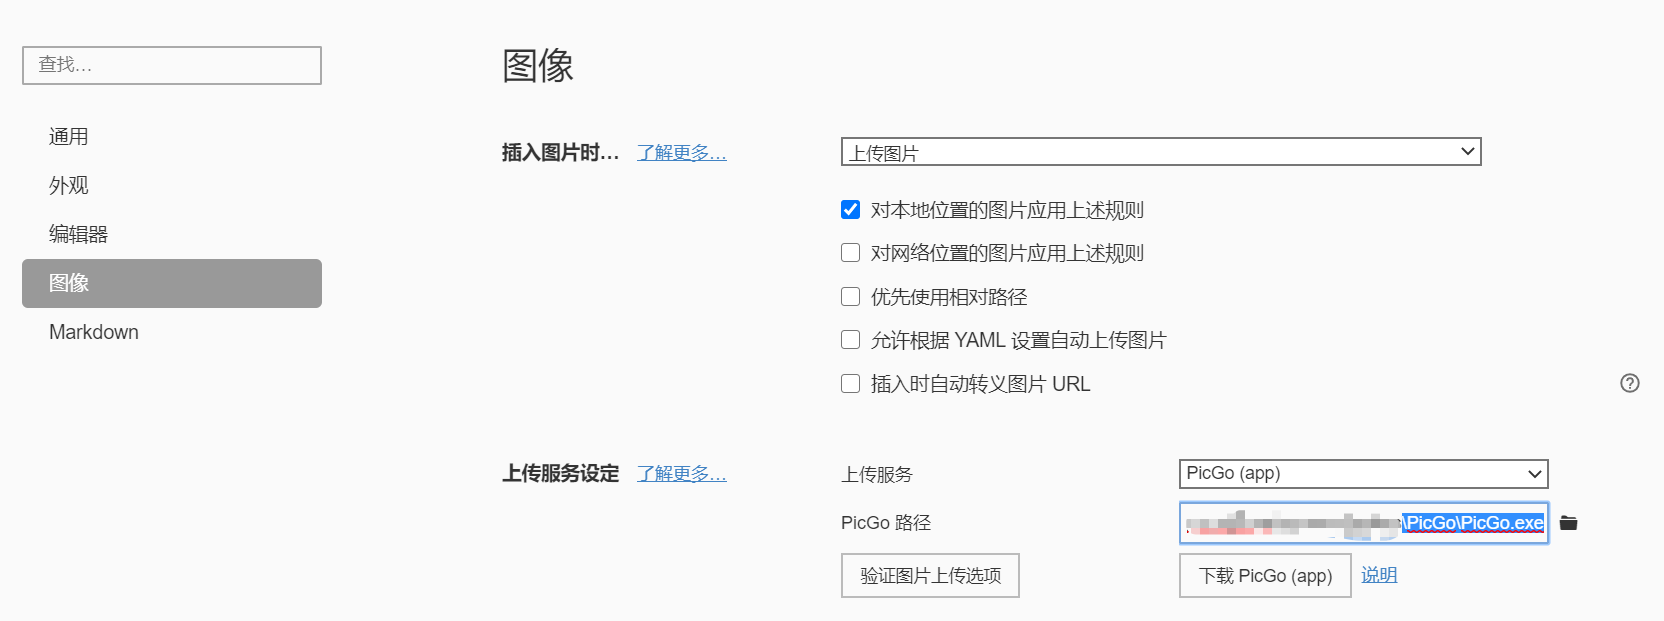 查找...
通用
外观
编辑器
图像
Markdown
图像
插入图片时... 了解更多... 上传图片
对本地位置的图片应用上述规则
对网络位置的图片应用上述规则
优先使用相对路径
允许根据 YAML 设置自动上传图片
插入时自动转义图片 URL
上传服务设定 了解更多... 上传服务 PicGo (app)
PicGo 路径 \PicGo\PicGo.exe
验证图片上传选项 下载 PicGo (app) 说明